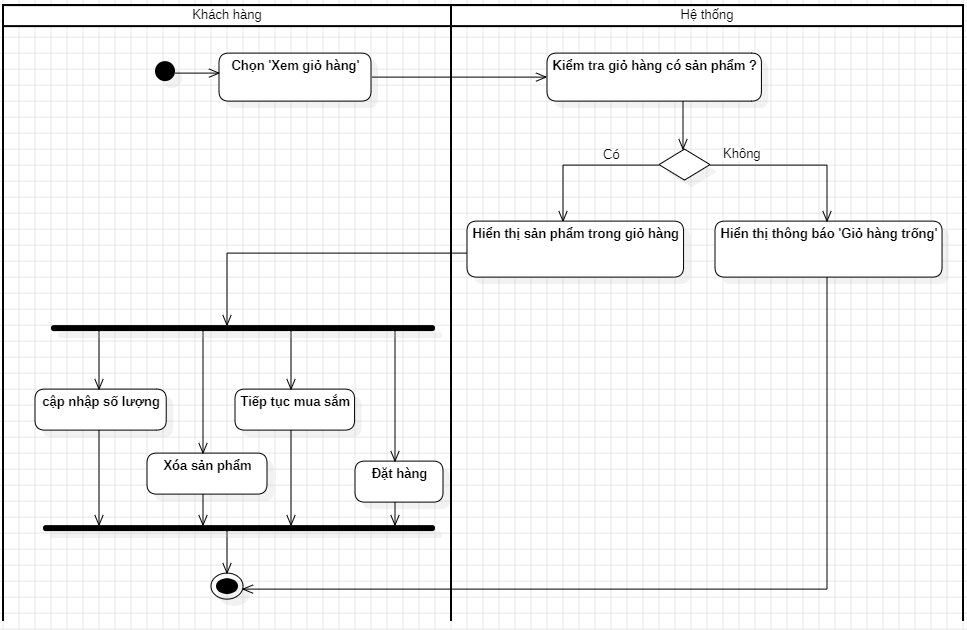 Khách hàng
Hệ thống
Chọn 'Xem giỏ hàng'
Kiểm tra giỏ hàng có sản phẩm ?
Có
Không
Hiển thị sản phẩm trong giỏ hàng
Hiển thị thông báo 'Giỏ hàng trống'
cập nhập số lượng
Tiếp tục mua sắm
Xóa sản phẩm
Đặt hàng